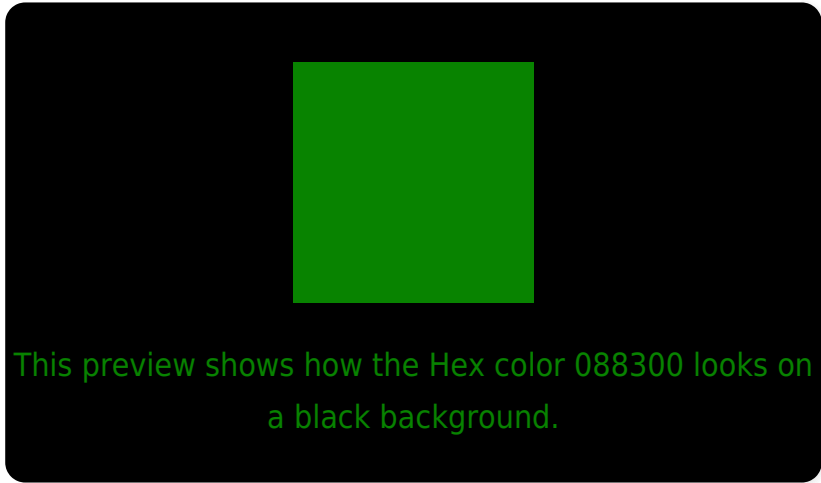 This preview shows how the Hex color 088300 looks on
a black background.